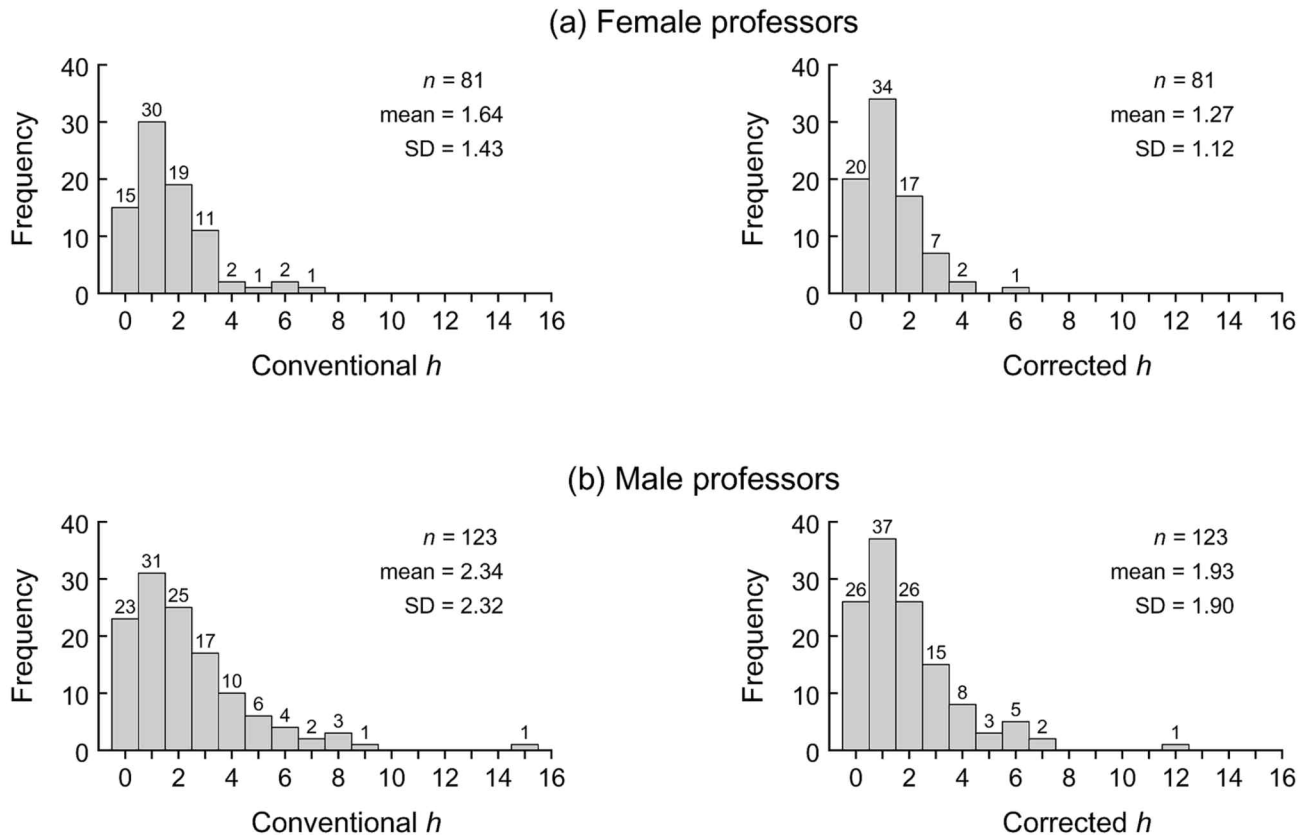 (a) Female professors
40
30
20
10
0
Frequency
15
30
19
11
2
1
2
1
n = 81
mean = 1.64
SD = 1.43
0 2 4 6 8 10 12 14 16
Conventional h
40
30
20
10
0
Frequency
20
34
17
7
2
1
n = 81
mean = 1.27
SD = 1.12
0 2 4 6 8 10 12 14 16
Corrected h
(b) Male professors
40
30
20
10
0
Frequency
23
31
25
17
10
6
4
2
3
1
1
n = 123
mean = 2.34
SD = 2.32
0 2 4 6 8 10 12 14 16
Conventional h
40
30
20
10
0
Frequency
26
37
26
15
8
3
5
2
1
n = 123
mean = 1.93
SD = 1.90
0 2 4 6 8 10 12 14 16
Corrected h